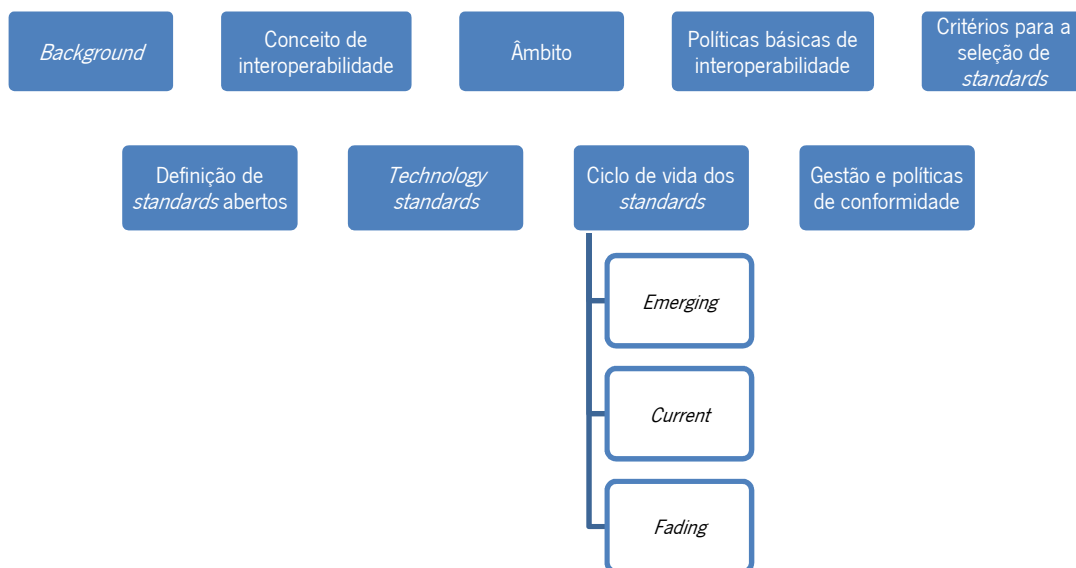 Background
Conceito de
interoperabilidade
Âmbito
Políticas básicas de
interoperabilidade
Critérios para a
seleção de
standards
Definição de
standards abertos
Technology
standards
Ciclo de vida dos
standards
Gestão e políticas
de conformidade
Emerging
Current
Fading